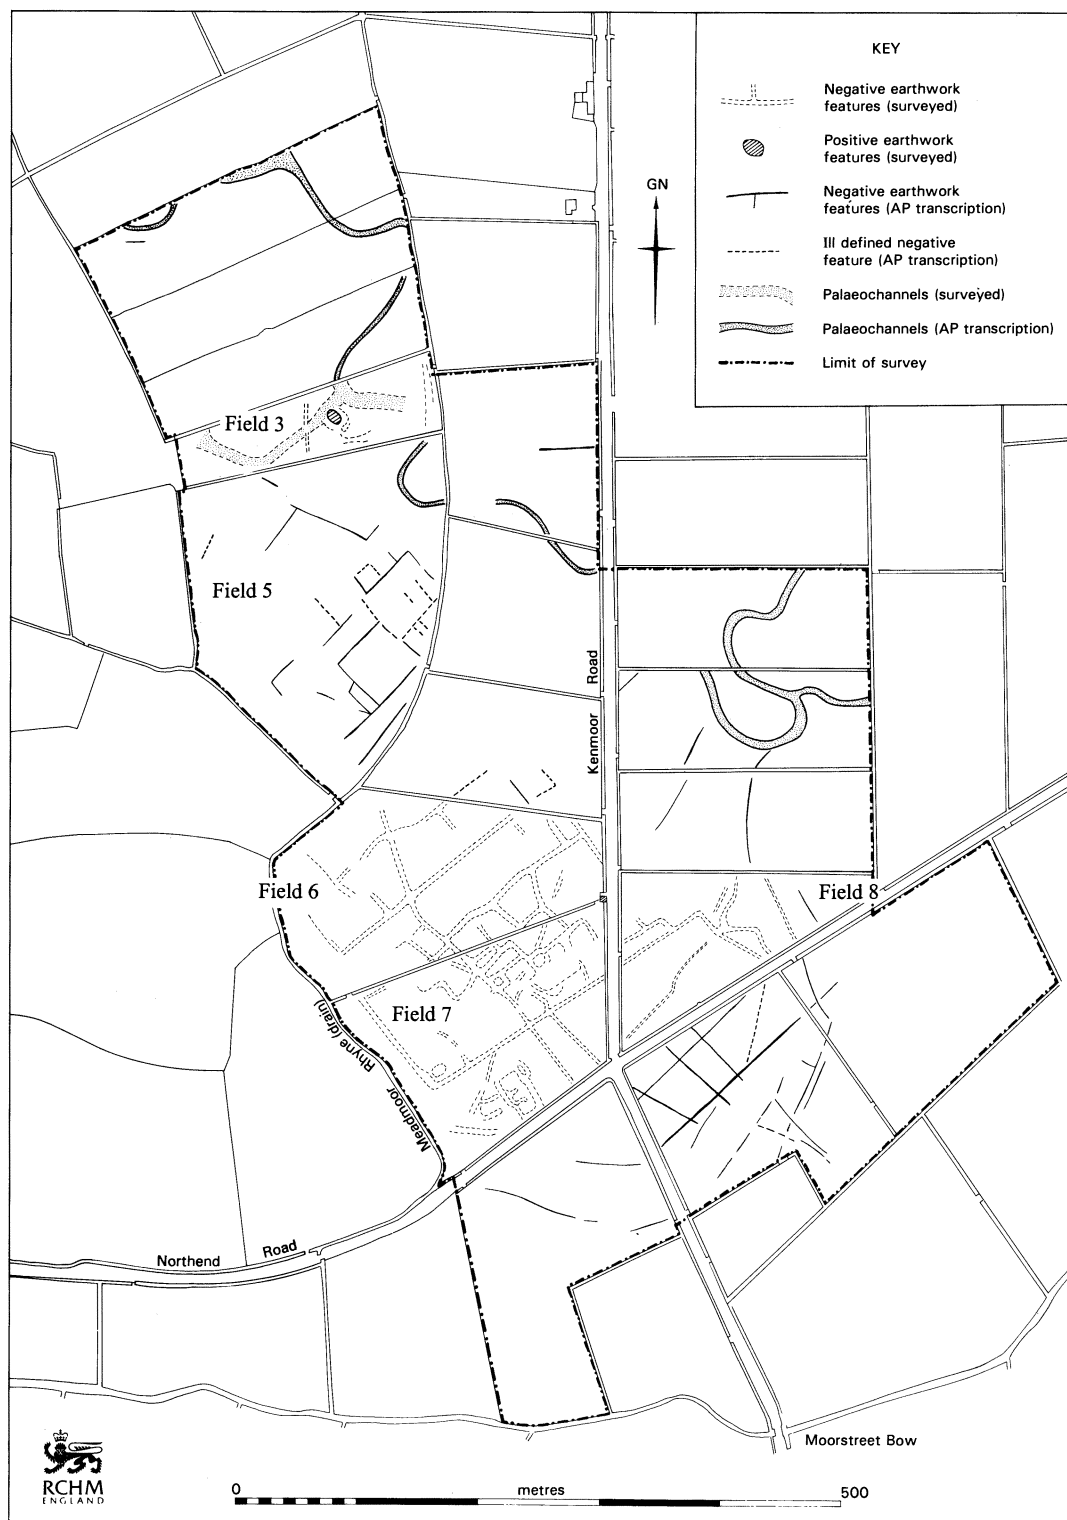 KEY
Negative earthwork
features (surveyed)
Positive earthwork
features (surveyed)
Negative earthwork
features (AP transcription)
Ill defined negative
feature (AP transcription)
Palaeochannels (surveyed)
Palaeochannels (AP transcription)
Limit of survey
GN
Field 3
Field 5
Kenmoor Road
Field 6
Field 8
Field 7
Meadmoor Rhyne (drain)
Northend Road
Moorstreet Bow
RCHM
ENGLAND
0 metres 500